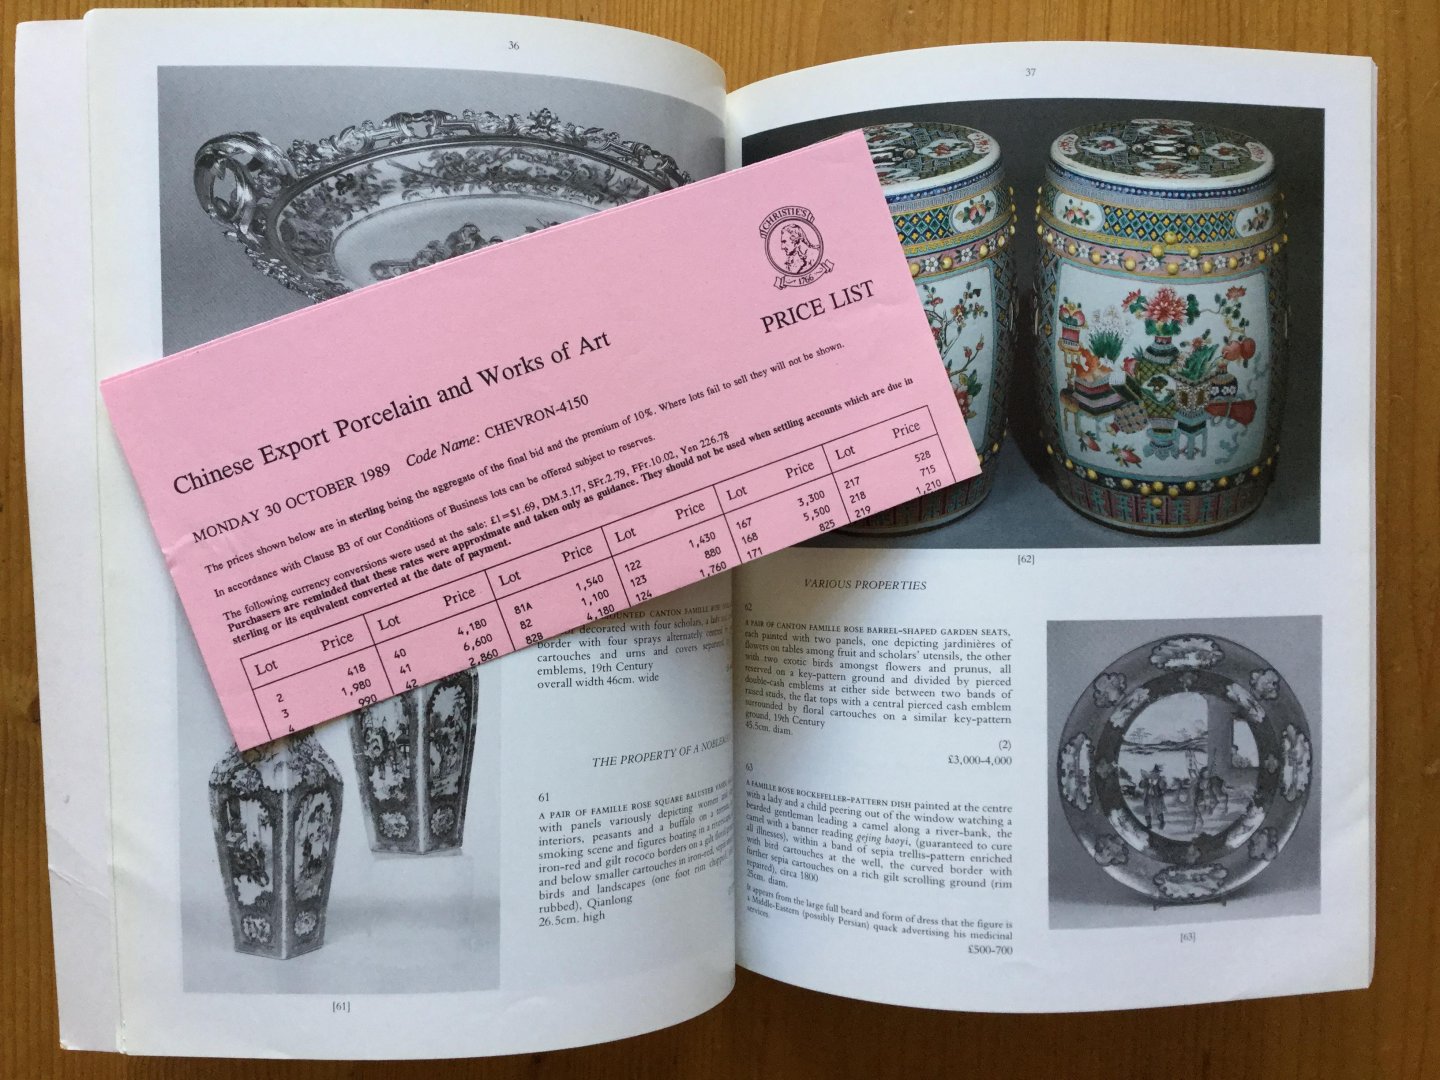 36
CHRISTIE'S
1766
PRICE LIST
Chinese Export Porcelain and Works of Art
MONDAY 30 OCTOBER 1989 Code Name: CHEVRON-4150
The prices shown below are in sterling being the aggregate of the final bid and the premium of 10%. Where lots fail to sell they will not be shown.
In accordance with Clause B3 of our Conditions of Business lots can be offered subject to reserves.
The following currency conversions were used at the sale: £1=$1.69, DM.3.17, SFr.2.79, FFr.10.02, Yen 226.78
Purchasers are reminded that these rates were approximate and taken only as guidance. They should not be used when settling accounts which are due in
sterling or its equivalent converted at the date of payment.
Lot Price Lot Price Lot Price Lot Price Lot Price Lot Price
2 418 40 4,180 81A 1,540 122 1,430 167 3,300 217 528
3 1,980 41 6,600 82 1,100 123 880 168 5,500 218 715
4 990 42 2,860 82B 4,180 124 1,760 171 825 219 1,210
MOUNTED CANTON FAMILLE ROSE
decorated with four scholars, a lady
border with four sprays alternately
cartouches and urns and covers separated
emblems, 19th Century
overall width 46cm. wide
THE PROPERTY OF A
61
A PAIR OF FAMILLE ROSE SQUARE BALUSTER VASES
with panels variously depicting women and
interiors, peasants and a buffalo on a
smoking scene and figures boating in a
iron-red and gilt rococo borders on a gilt
and below smaller cartouches in iron-red,
birds and landscapes (one foot rim chipped
rubbed), Qianlong
26.5cm. high
[61]
37
[62]
VARIOUS PROPERTIES
62
A PAIR OF CANTON FAMILLE ROSE BARREL-SHAPED GARDEN SEATS,
each painted with two panels, one depicting jardinières of
flowers on tables among fruit and scholars' utensils, the other
with two exotic birds amongst flowers and prunus, all
reserved on a key-pattern ground and divided by pierced
double-cash emblems at either side between two bands of
raised studs, the flat tops with a central pierced cash emblem
surrounded by floral cartouches on a similar key-pattern
ground, 19th Century
45.5cm. diam.
(2)
£3,000-4,000
63
A FAMILLE ROSE ROCKEFELLER-PATTERN DISH painted at the centre
with a lady and a child peering out of the window watching a
bearded gentleman leading a camel along a river-bank, the
camel with a banner reading gejing baoyi, (guaranteed to cure
all illnesses), within a band of sepia trellis-pattern enriched
with bird cartouches at the well, the curved border with
further sepia cartouches on a rich gilt scrolling ground (rim
repaired), circa 1800
25cm. diam.
It appears from the large full beard and form of dress that the figure is
a Middle-Eastern (possibly Persian) quack advertising his medicinal
services.
£500-700
[63]